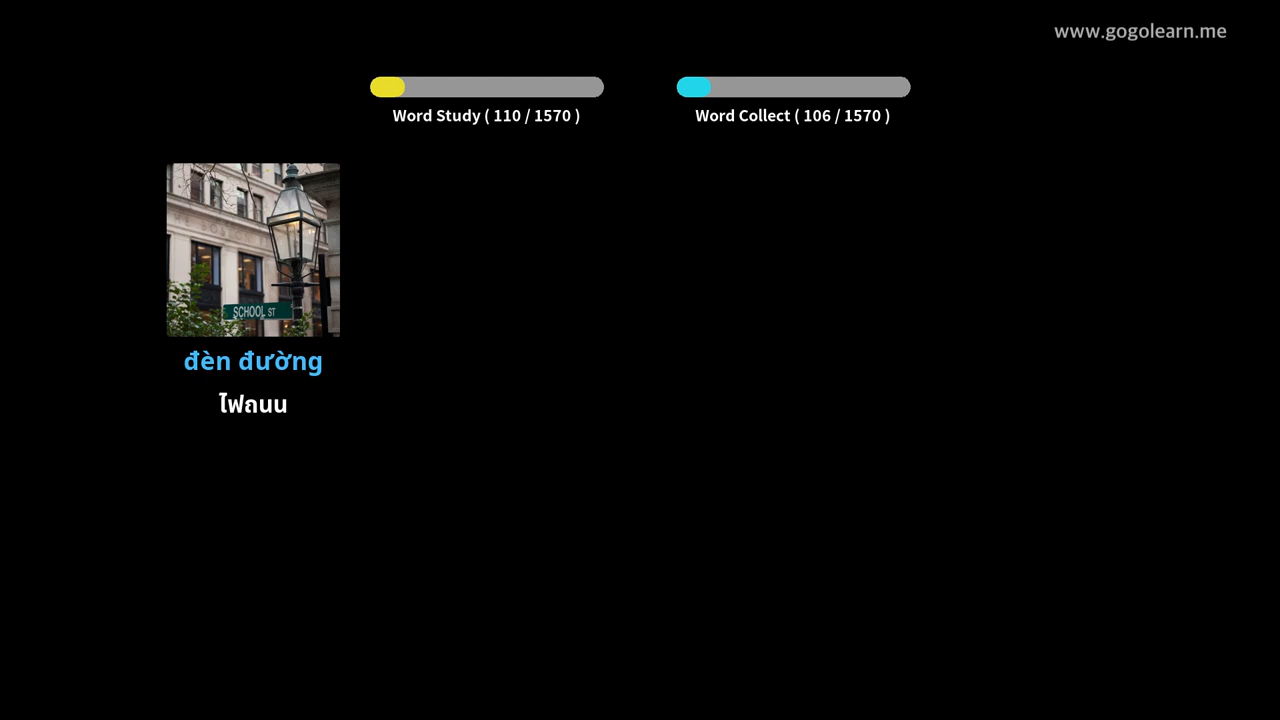 www.gogolearn.me
Word Study ( 110 / 1570 )
Word Collect ( 106 / 1570 )
SCHOOL ST
đèn đường
ไฟถนน